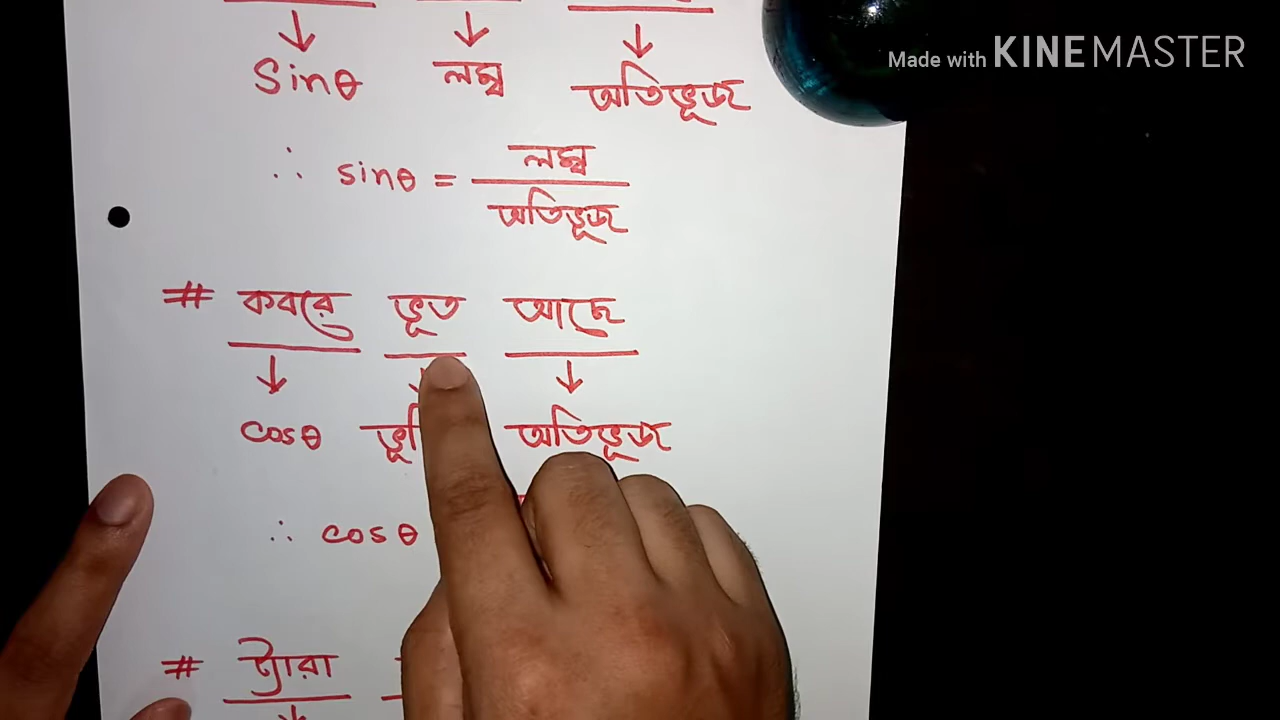 Made with KINEMASTER
Sinθ লম্ব অতিভূজ
∴ sinθ = লম্ব
অতিভূজ
# কবরে ভূত আছে
cosθ অতিভূজ
∴ cosθ
# ট্যারা